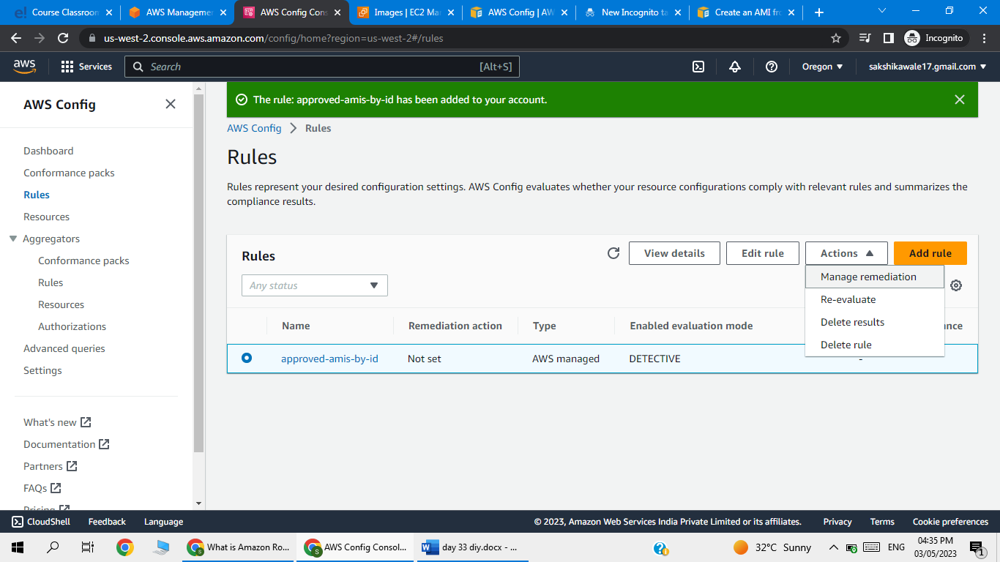 Course Classroon
AWS Managemen
AWS Config Cons
Images | EC2 Ma
AWS Config | AW
New Incognito ta
Create an AMI fro
us-west-2.console.aws.amazon.com/config/home?region=us-west-2#/rules
Incognito
aws
Services
Search
[Alt+S]
Oregon
sakshikawale17.gmail.com
AWS Config
Dashboard
Conformance packs
Rules
Resources
Aggregators
Conformance packs
Rules
Resources
Authorizations
Advanced queries
Settings
What's new
Documentation
Partners
FAQs
Pricing
The rule: approved-amis-by-id has been added to your account.
AWS Config > Rules
Rules
Rules represent your desired configuration settings. AWS Config evaluates whether your resource configurations comply with relevant rules and summarizes the
compliance results.
Rules
View details
Edit rule
Actions
Add rule
Any status
Manage remediation
Re-evaluate
Delete results
Delete rule
Name
Remediation action
Type
Enabled evaluation mode
nce
approved-amis-by-id
Not set
AWS managed
DETECTIVE
-
CloudShell
Feedback
Language
© 2023, Amazon Web Services India Private Limited or its affiliates.
Privacy
Terms
Cookie preferences
What is Amazon Ro...
AWS Config Consol...
day 33 diy.docx - ...
32°C Sunny
ENG
04:35 PM
03/05/2023
1